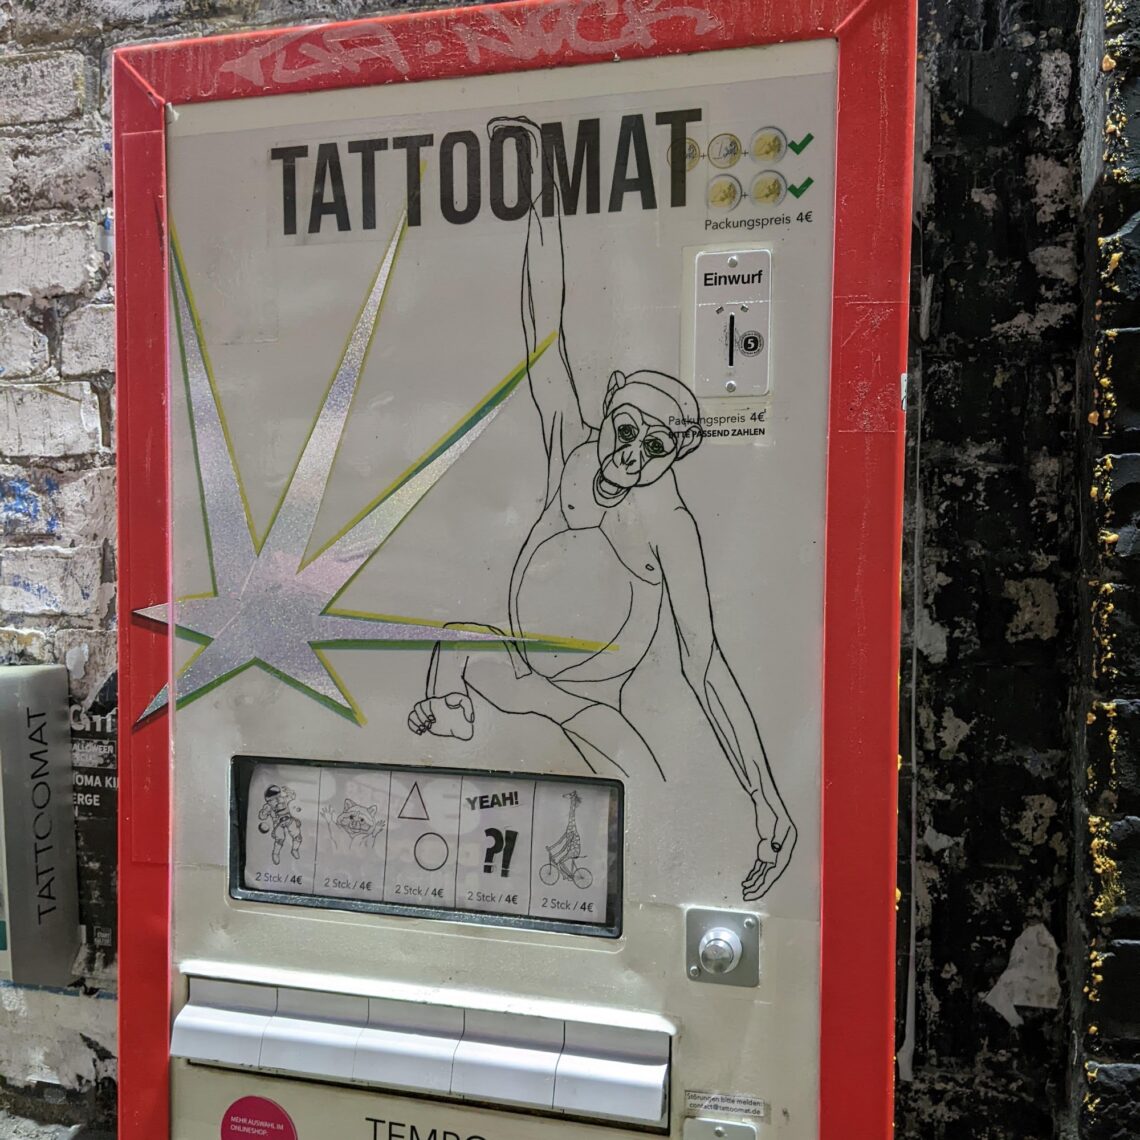 TATTOOMAT
Packungspreis 4€
Einwurf
5
Packungspreis 4€
PASSEND ZAHLEN
YEAH!
?!
2 Stck / 4€
2 Stck / 4€
2 Stck / 4€
2 Stck / 4€
2 Stck / 4€
TATTOOMAT
Störungen bitte melden:
contact@tattoomat.de
MEHR AUSWAHL IM
ONLINESHOP: